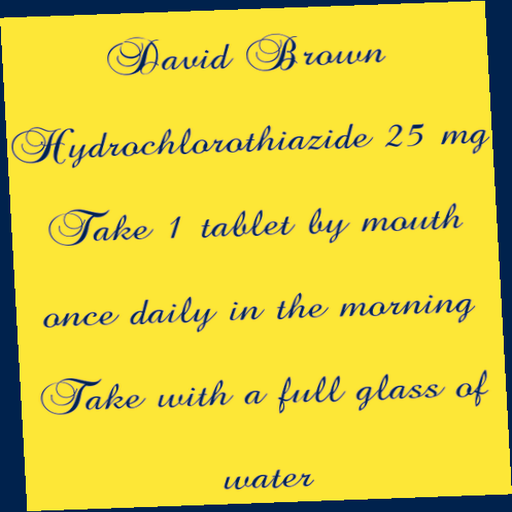 David Brown
Hydrochlorothiazide 25 mg
Take 1 tablet by mouth
once daily in the morning
Take with a full glass of
water